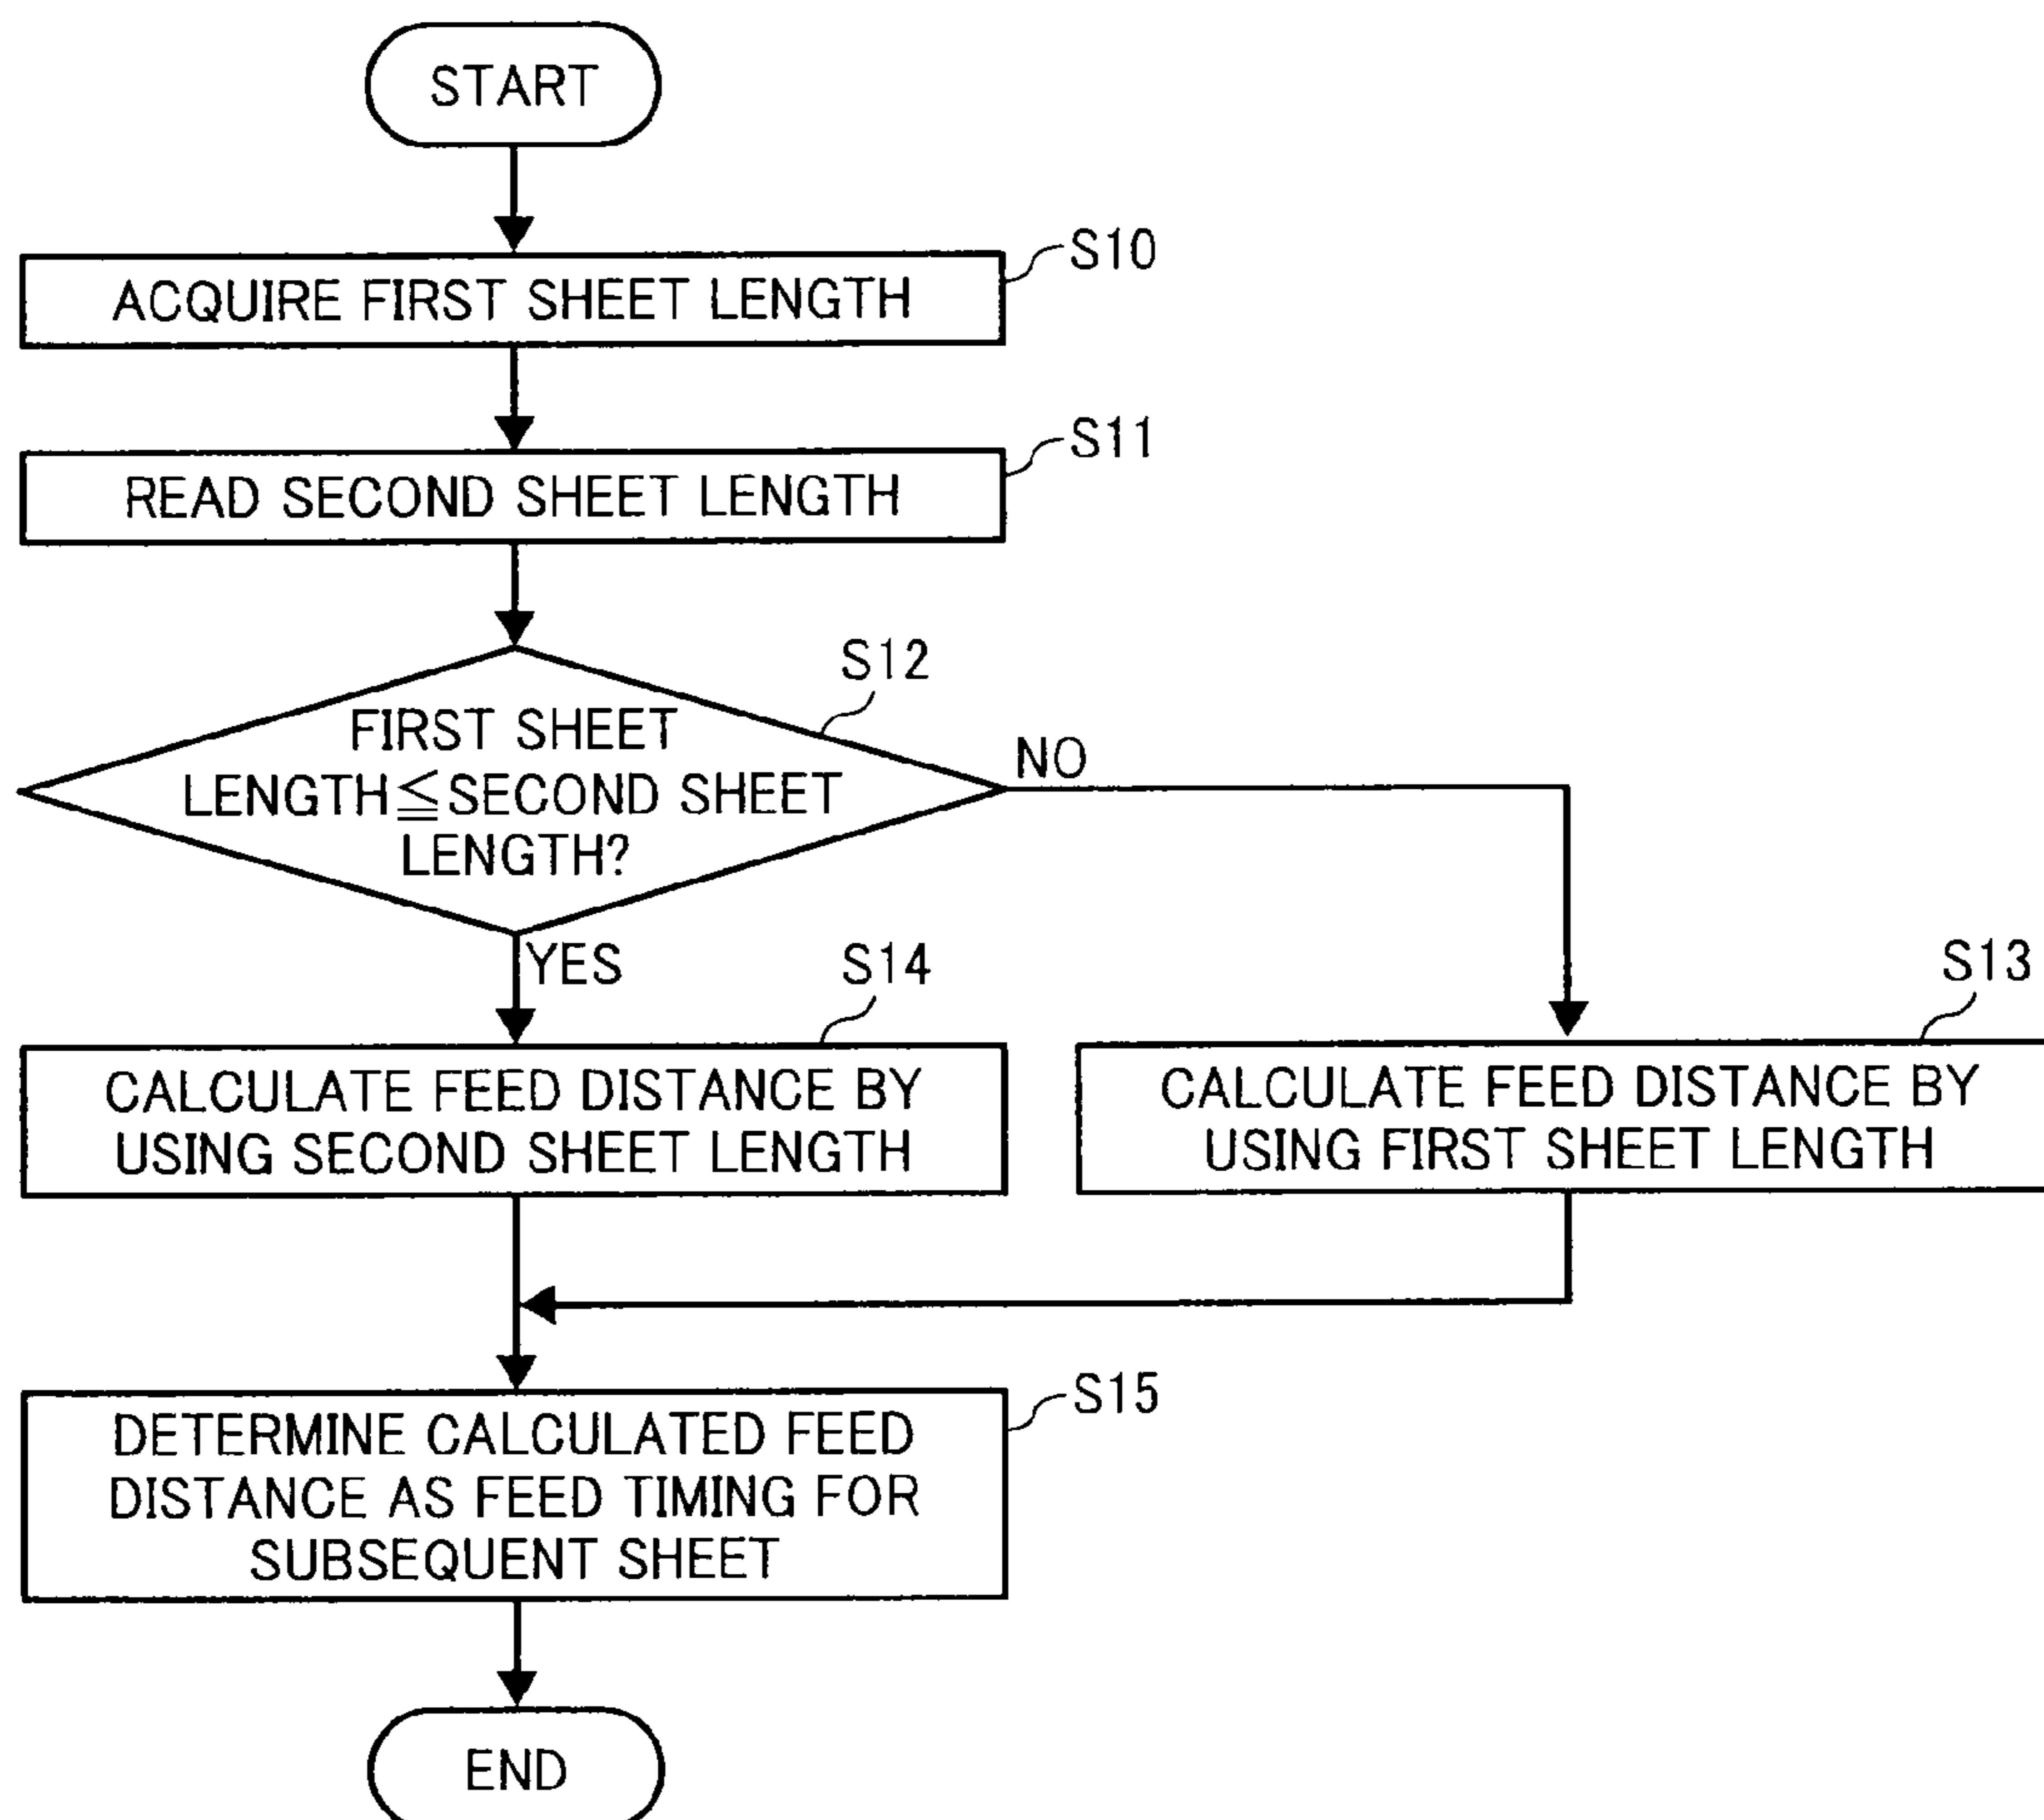 START
ACQUIRE FIRST SHEET LENGTH
S10
READ SECOND SHEET LENGTH
S11
S12
FIRST SHEET
LENGTH≦SECOND SHEET
LENGTH?
NO
YES
S14
CALCULATE FEED DISTANCE BY
USING SECOND SHEET LENGTH
S13
CALCULATE FEED DISTANCE BY
USING FIRST SHEET LENGTH
S15
DETERMINE CALCULATED FEED
DISTANCE AS FEED TIMING FOR
SUBSEQUENT SHEET
END